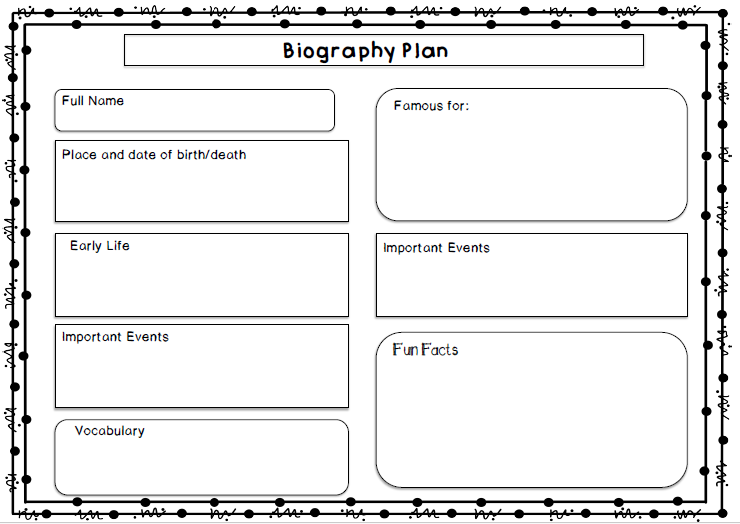 Biography Plan
Full Name
Place and date of birth/death
Early Life
Important Events
Vocabulary
Famous for:
Important Events
Fun Facts